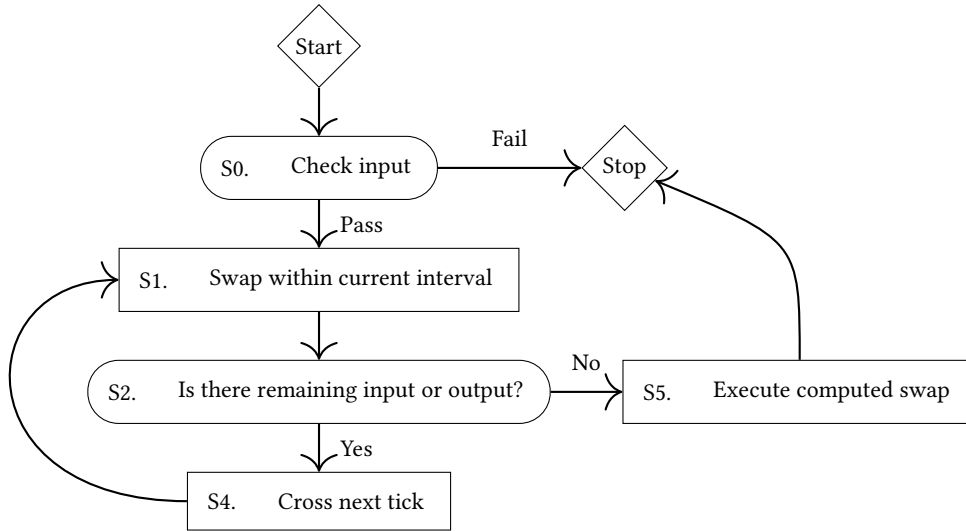 Start
S0. Check input
Fail
Stop
Pass
S1. Swap within current interval
S2. Is there remaining input or output?
No
S5. Execute computed swap
Yes
S4. Cross next tick